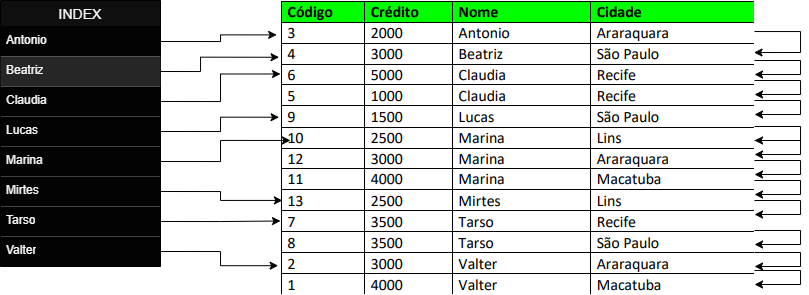 INDEX
Antonio
Beatriz
Claudia
Lucas
Marina
Mirtes
Tarso
Valter
Código Crédito Nome Cidade
3 2000 Antonio Araraquara
4 3000 Beatriz São Paulo
6 5000 Claudia Recife
5 1000 Claudia Recife
9 1500 Lucas São Paulo
10 2500 Marina Lins
12 3000 Marina Araraquara
11 4000 Marina Macatuba
13 2500 Mirtes Lins
7 3500 Tarso Recife
8 3500 Tarso São Paulo
2 3000 Valter Araraquara
1 4000 Valter Macatuba